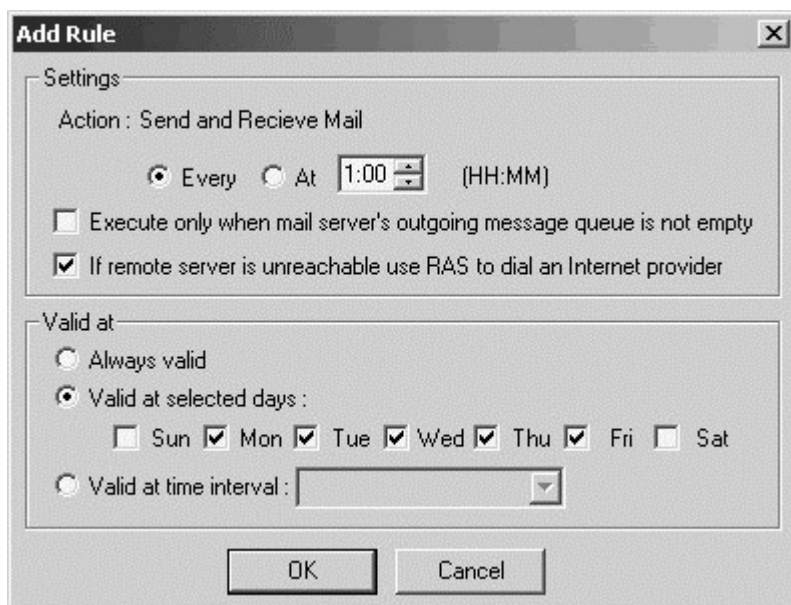 Add Rule
Settings
Action : Send and Recieve Mail
Every At 1:00 (HH:MM)
Execute only when mail server's outgoing message queue is not empty
If remote server is unreachable use RAS to dial an Internet provider
Valid at
Always valid
Valid at selected days :
Sun Mon Tue Wed Thu Fri Sat
Valid at time interval :
OK Cancel